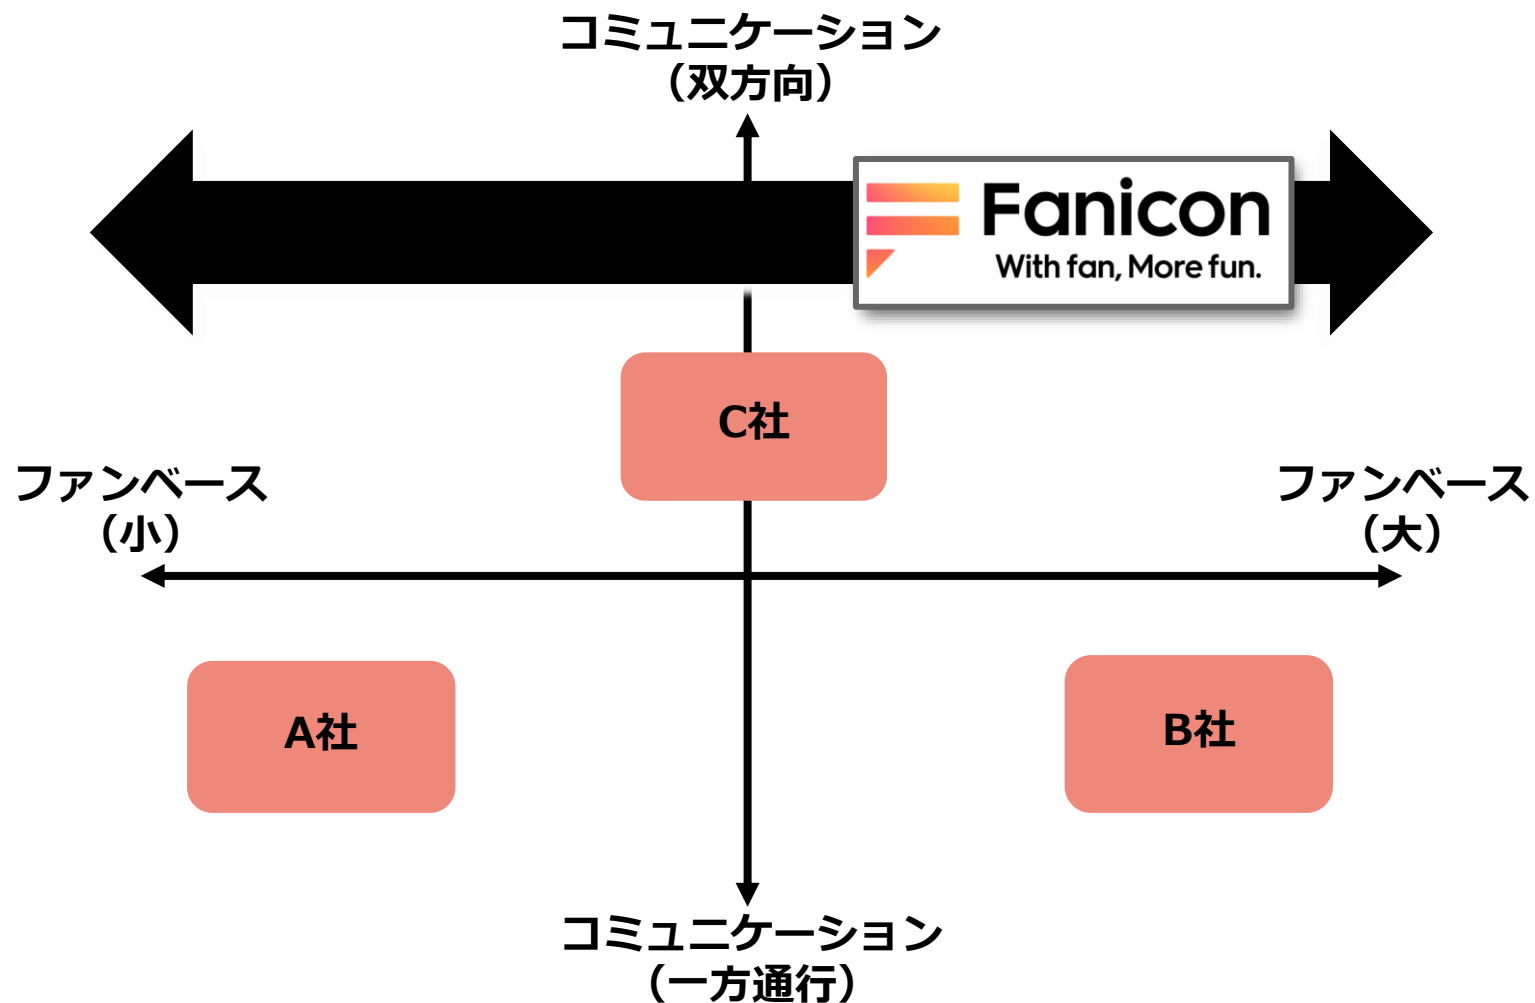 コミュニケーション
（双方向）
Fanicon
With fan, More fun.
C社
ファンベース
（小）
ファンベース
（大）
A社
B社
コミュニケーション
（一方通行）